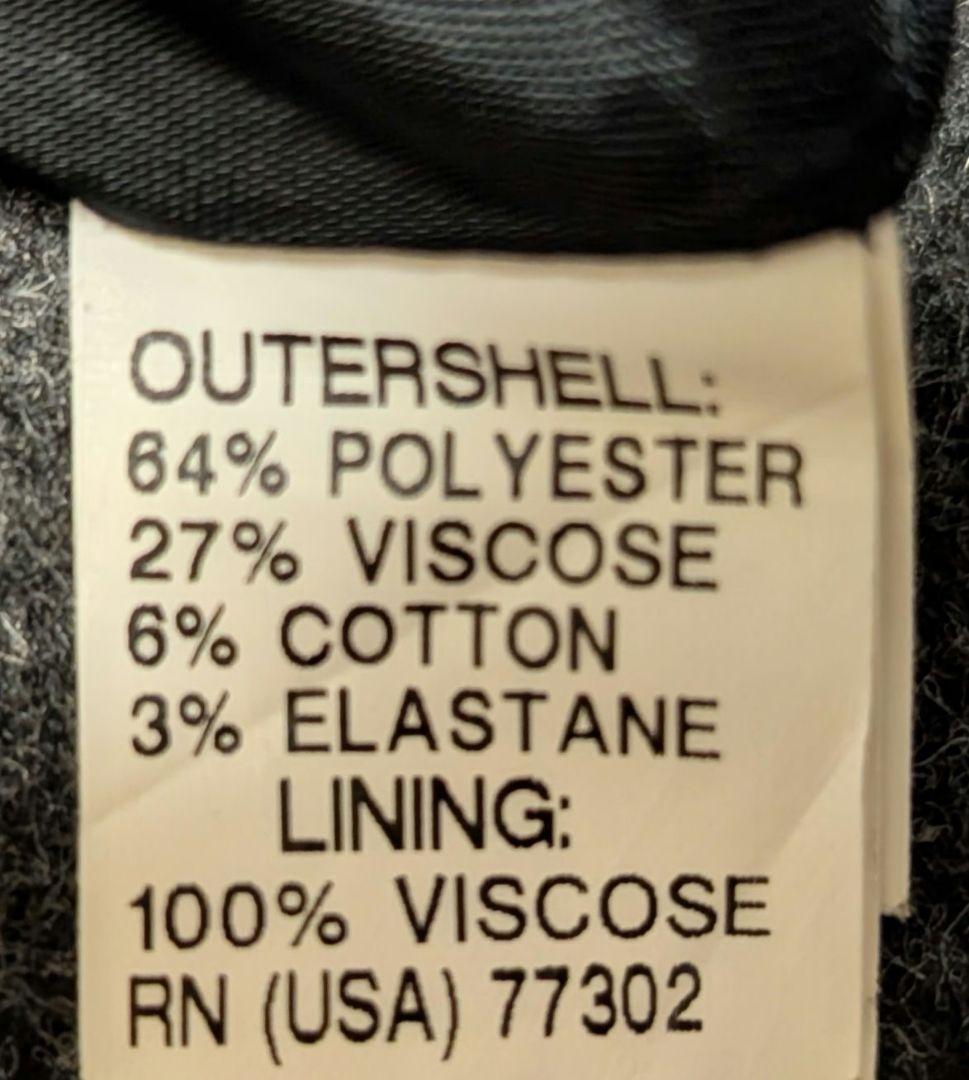 OUTERSHELL:
64% POLYESTER
27% VISCOSE
6% COTTON
3% ELASTANE
LINING:
100% VISCOSE
RN (USA) 77302